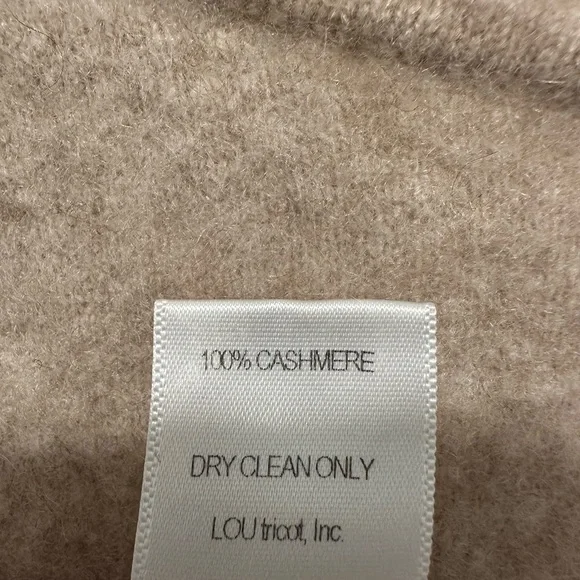 100% CASHMERE
DRY CLEAN ONLY
LOU tricot, Inc.